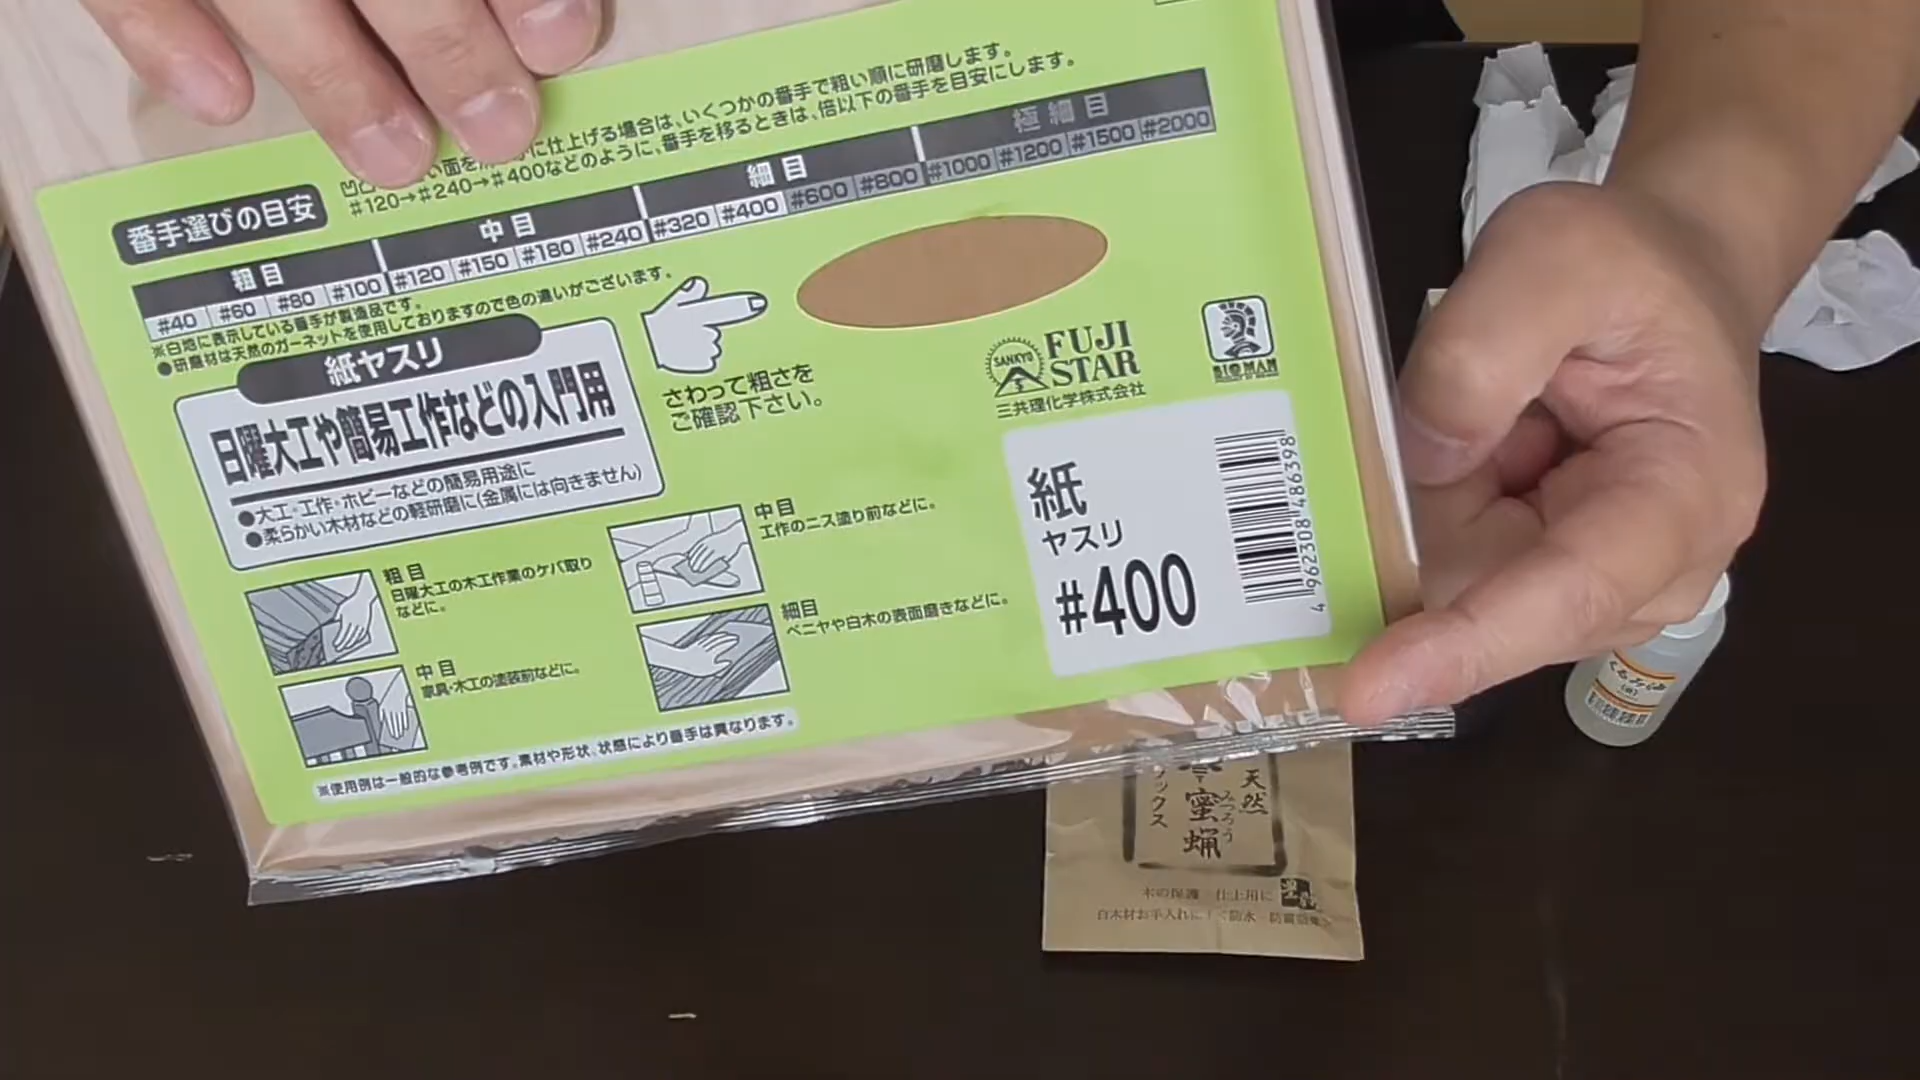 に仕上げる場合は、いくつかの番手で粗い順に研磨します。
#120→#240→#400などのように、番手を移るときは、倍以下の番手を目安にします。
番手選びの目安
粗目 中目 細目 極細目
#40 #60 #80 #100 #120 #150 #180 #240 #320 #400 #600 #800 #1000 #1200 #1500 #2000
※白地に表示している番手が製造品です。
●研磨材は天然のガーネットを使用しておりますので色の違いがございます。
紙ヤスリ
日曜大工や簡易工作などの入門用
●大工・工作・ホビーなどの簡易用途に
●柔らかい木材などの軽研磨に(金属には向きません)
さわって粗さを
ご確認下さい。
SANKYO
FUJI
STAR
三共理化学株式会社
BIGMAN
粗目
日曜大工の木工作業のケバ取り
などに。
中目
家具・木工の塗装前などに。
中目
工作のニス塗り前などに。
細目
ベニヤや白木の表面磨きなどに。
※使用例は一般的な参考例です。素材や形状、状態により番手は異なります。
紙
ヤスリ
#400
4 962308 486398
くるみ油
天然
蜜蝋
みつろう
ックス
木の保護 仕上用に